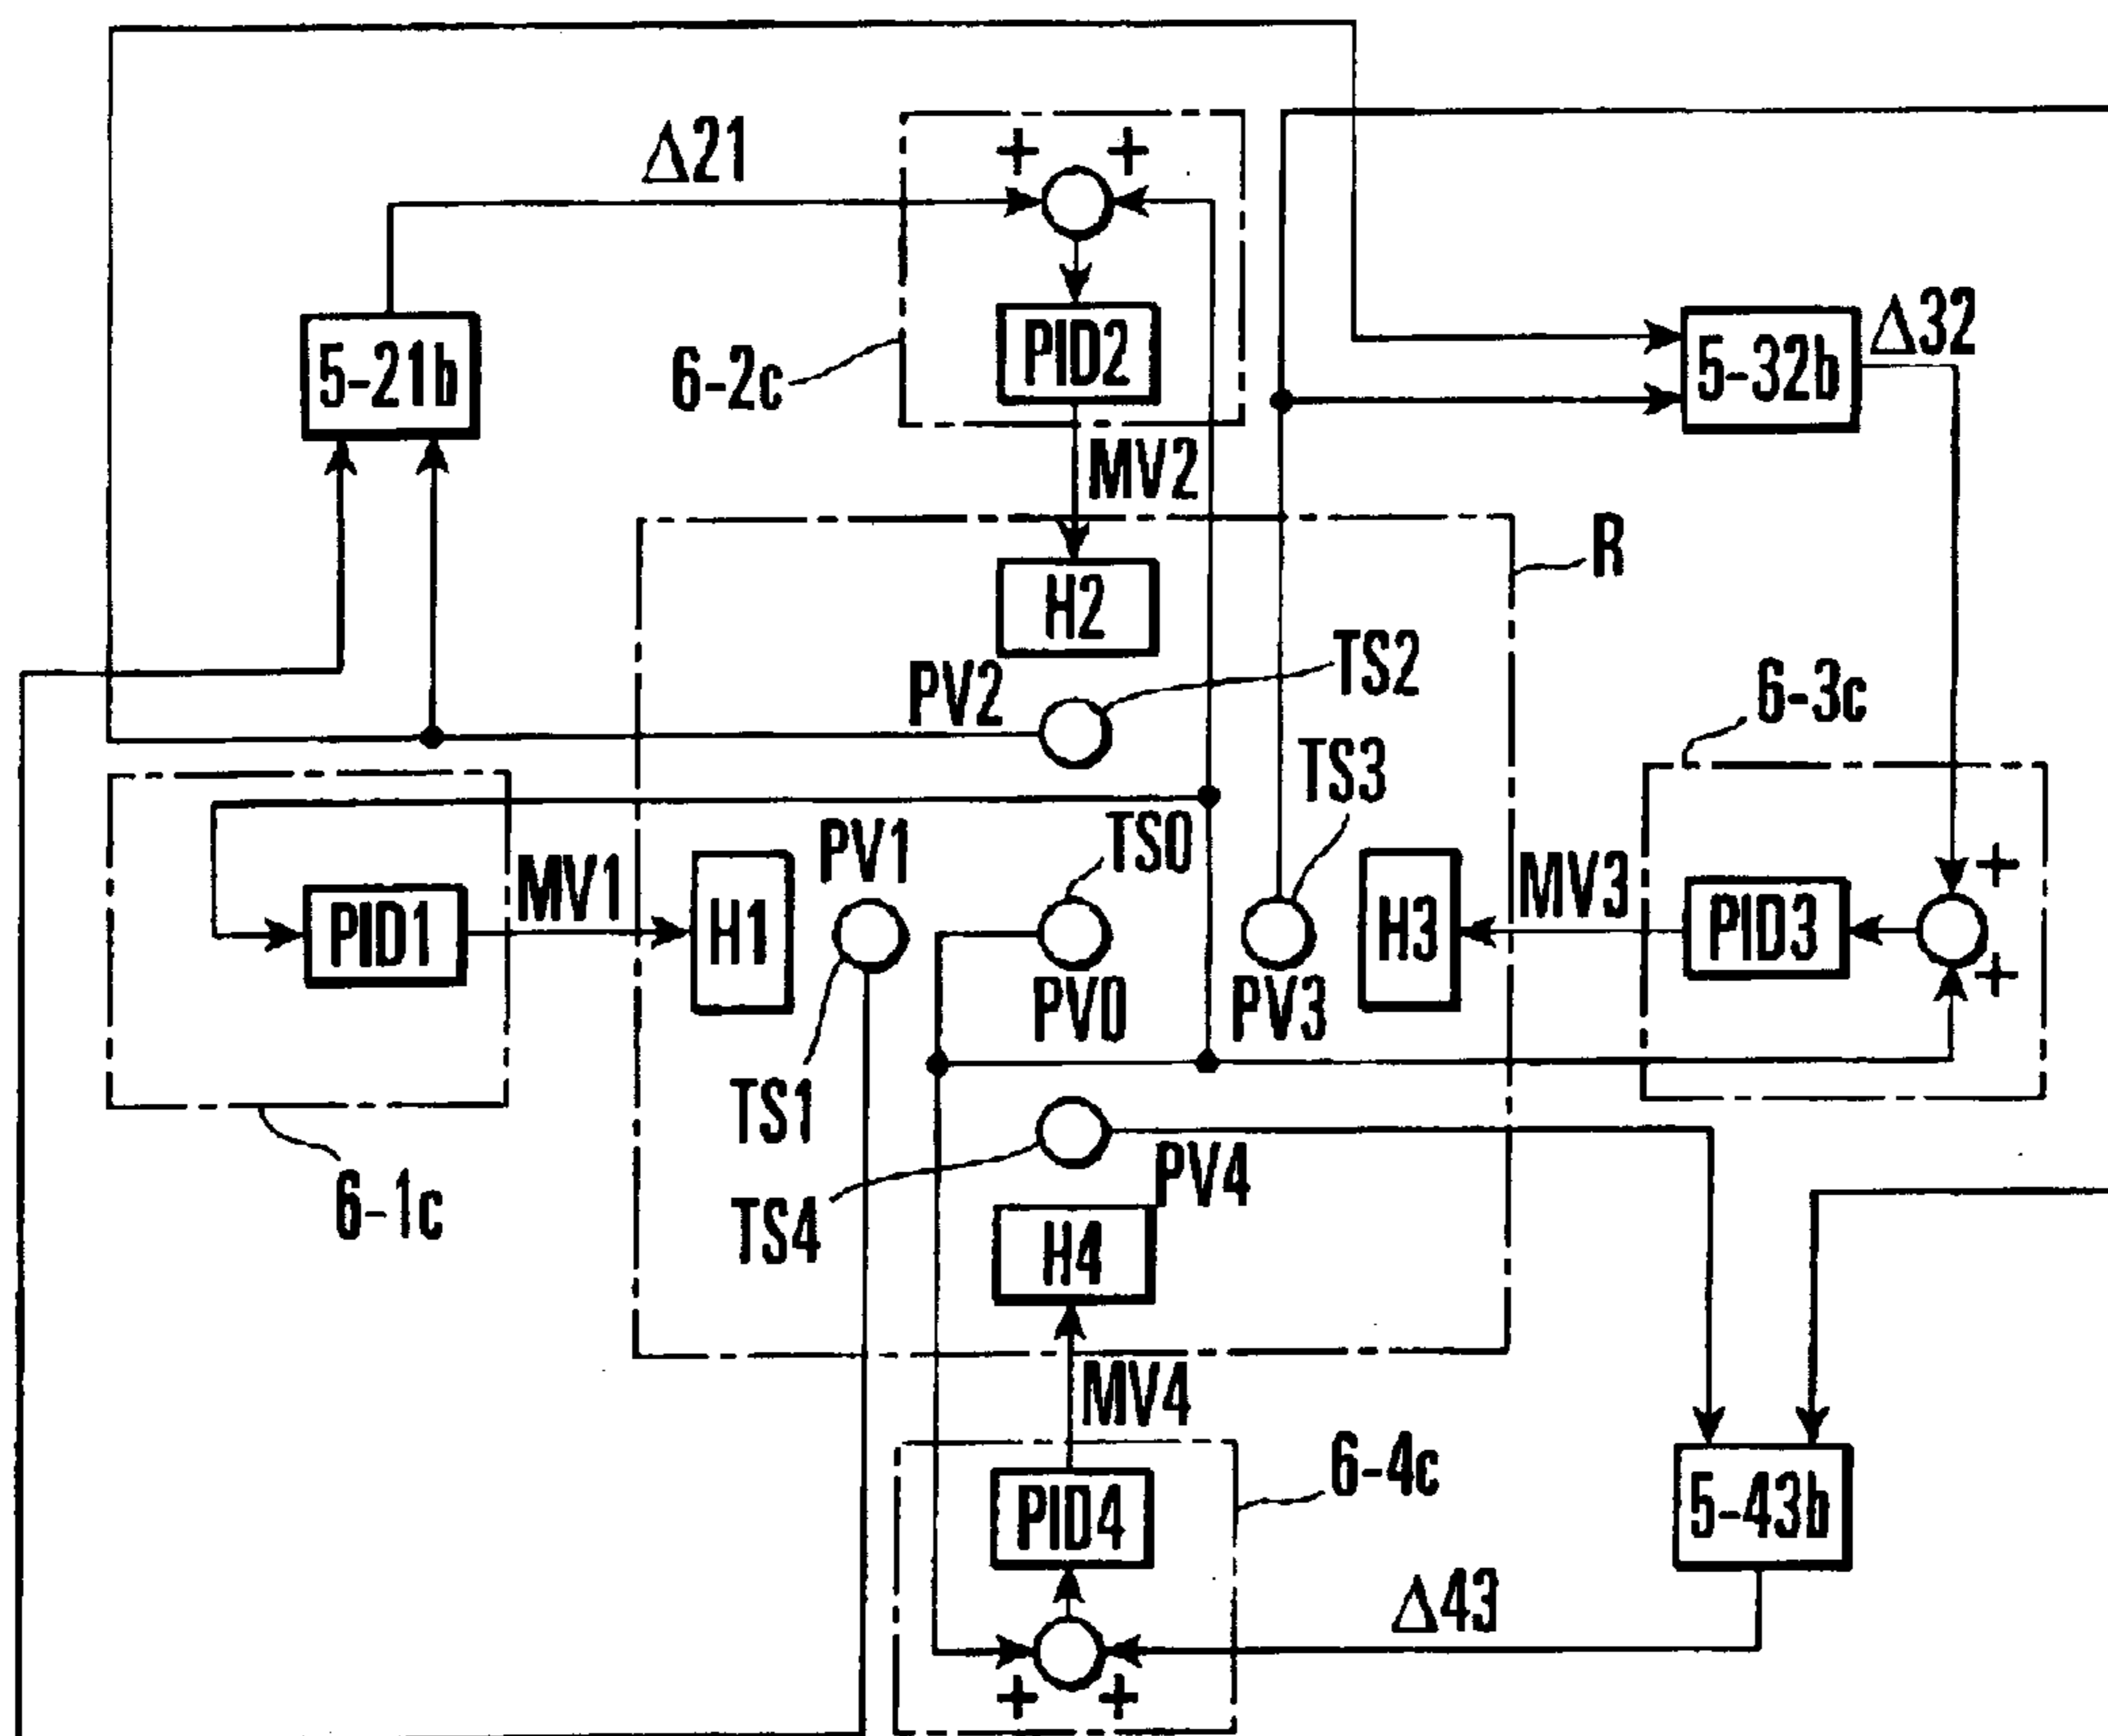 Δ21
+ +
PID2
6-2c
5-21b
Δ32
5-32b
MV2
R
H2
PV2
TS2
6-3c
TS3
TS0
PV1
MV1
MV3
+
PID1
H1
H3
PID3
+
PV0
PV3
TS1
6-1c
PV4
TS4
H4
MV4
6-4c
PID4
5-43b
Δ43
+ +